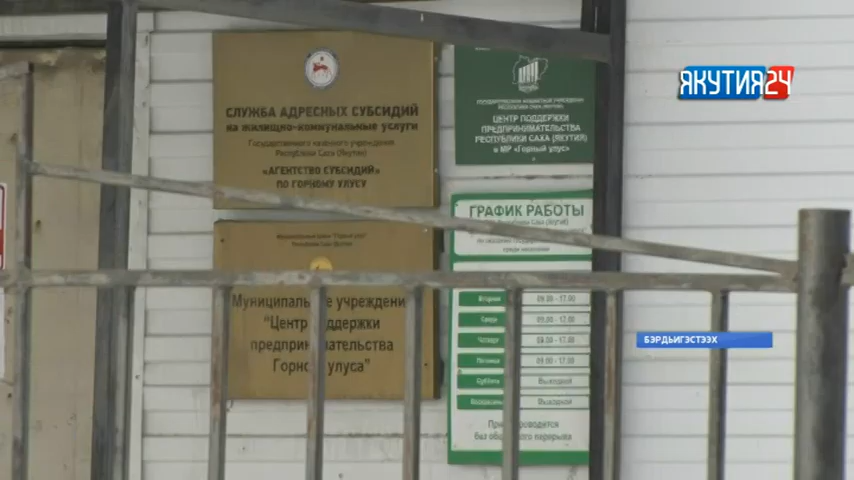 СЛУЖБА АДРЕСНЫХ СУБСИДИЙ
на жилищно-коммунальные услуги
Государственного казенного учреждения
Республики Саха (Якутия)
«АГЕНТСТВО СУБСИДИЙ»
ПО ГОРНОМУ УЛУСУ
ЦЕНТР ПОДДЕРЖКИ
ПРЕДПРИНИМАТЕЛЬСТВА
РЕСПУБЛИКИ САХА (ЯКУТИЯ)
в МР «Горный улус»
ЯКУТИЯ24
ГРАФИК РАБОТЫ
Муниципальное учреждение
"Центр поддержки
предпринимательства
Горного улуса"
Вторник 09.00 - 17.00
Среда 09.00 - 17.00
Четверг 09.00 - 17.00
Пятница 09.00 - 17.00
Суббота Выходной
Воскресенье Выходной
без обеденного перерыва
БЭРДЬИГЭСТЭЭХ